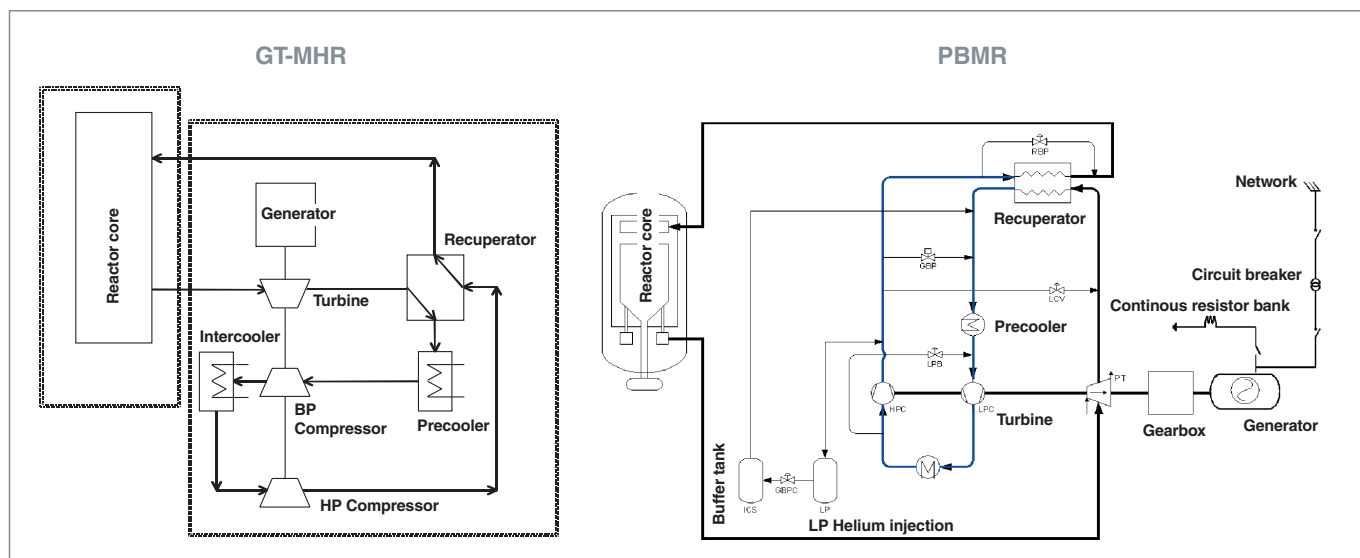 GT-MHR
Reactor core
Generator
Recuperator
Turbine
Intercooler
BP
Compressor
Precooler
HP Compressor
PBMR
Reactor core
RBP
Recuperator
Network
GBP
Circuit breaker
LCV
Continous resistor bank
Precooler
LPB
PT
HPC
LPC
Turbine
Gearbox
Generator
M
Buffer tank
ICS
GBPC
LP
LP Helium injection